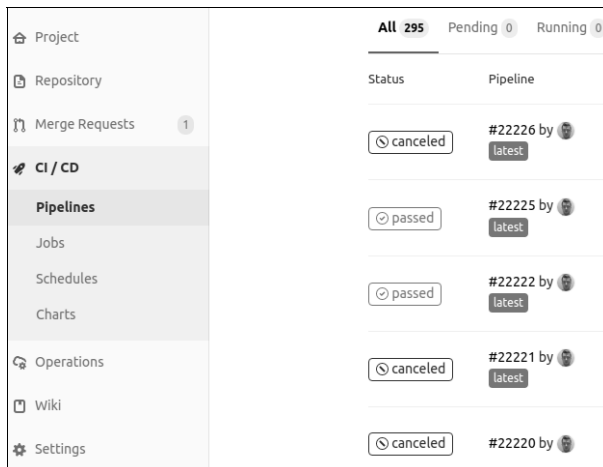 Project
Repository
Merge Requests 1
CI / CD
Pipelines
Jobs
Schedules
Charts
Operations
Wiki
Settings
All 295 Pending 0 Running 0
Status Pipeline
canceled #22226 by
latest
passed #22225 by
latest
passed #22222 by
latest
canceled #22221 by
latest
canceled #22220 by